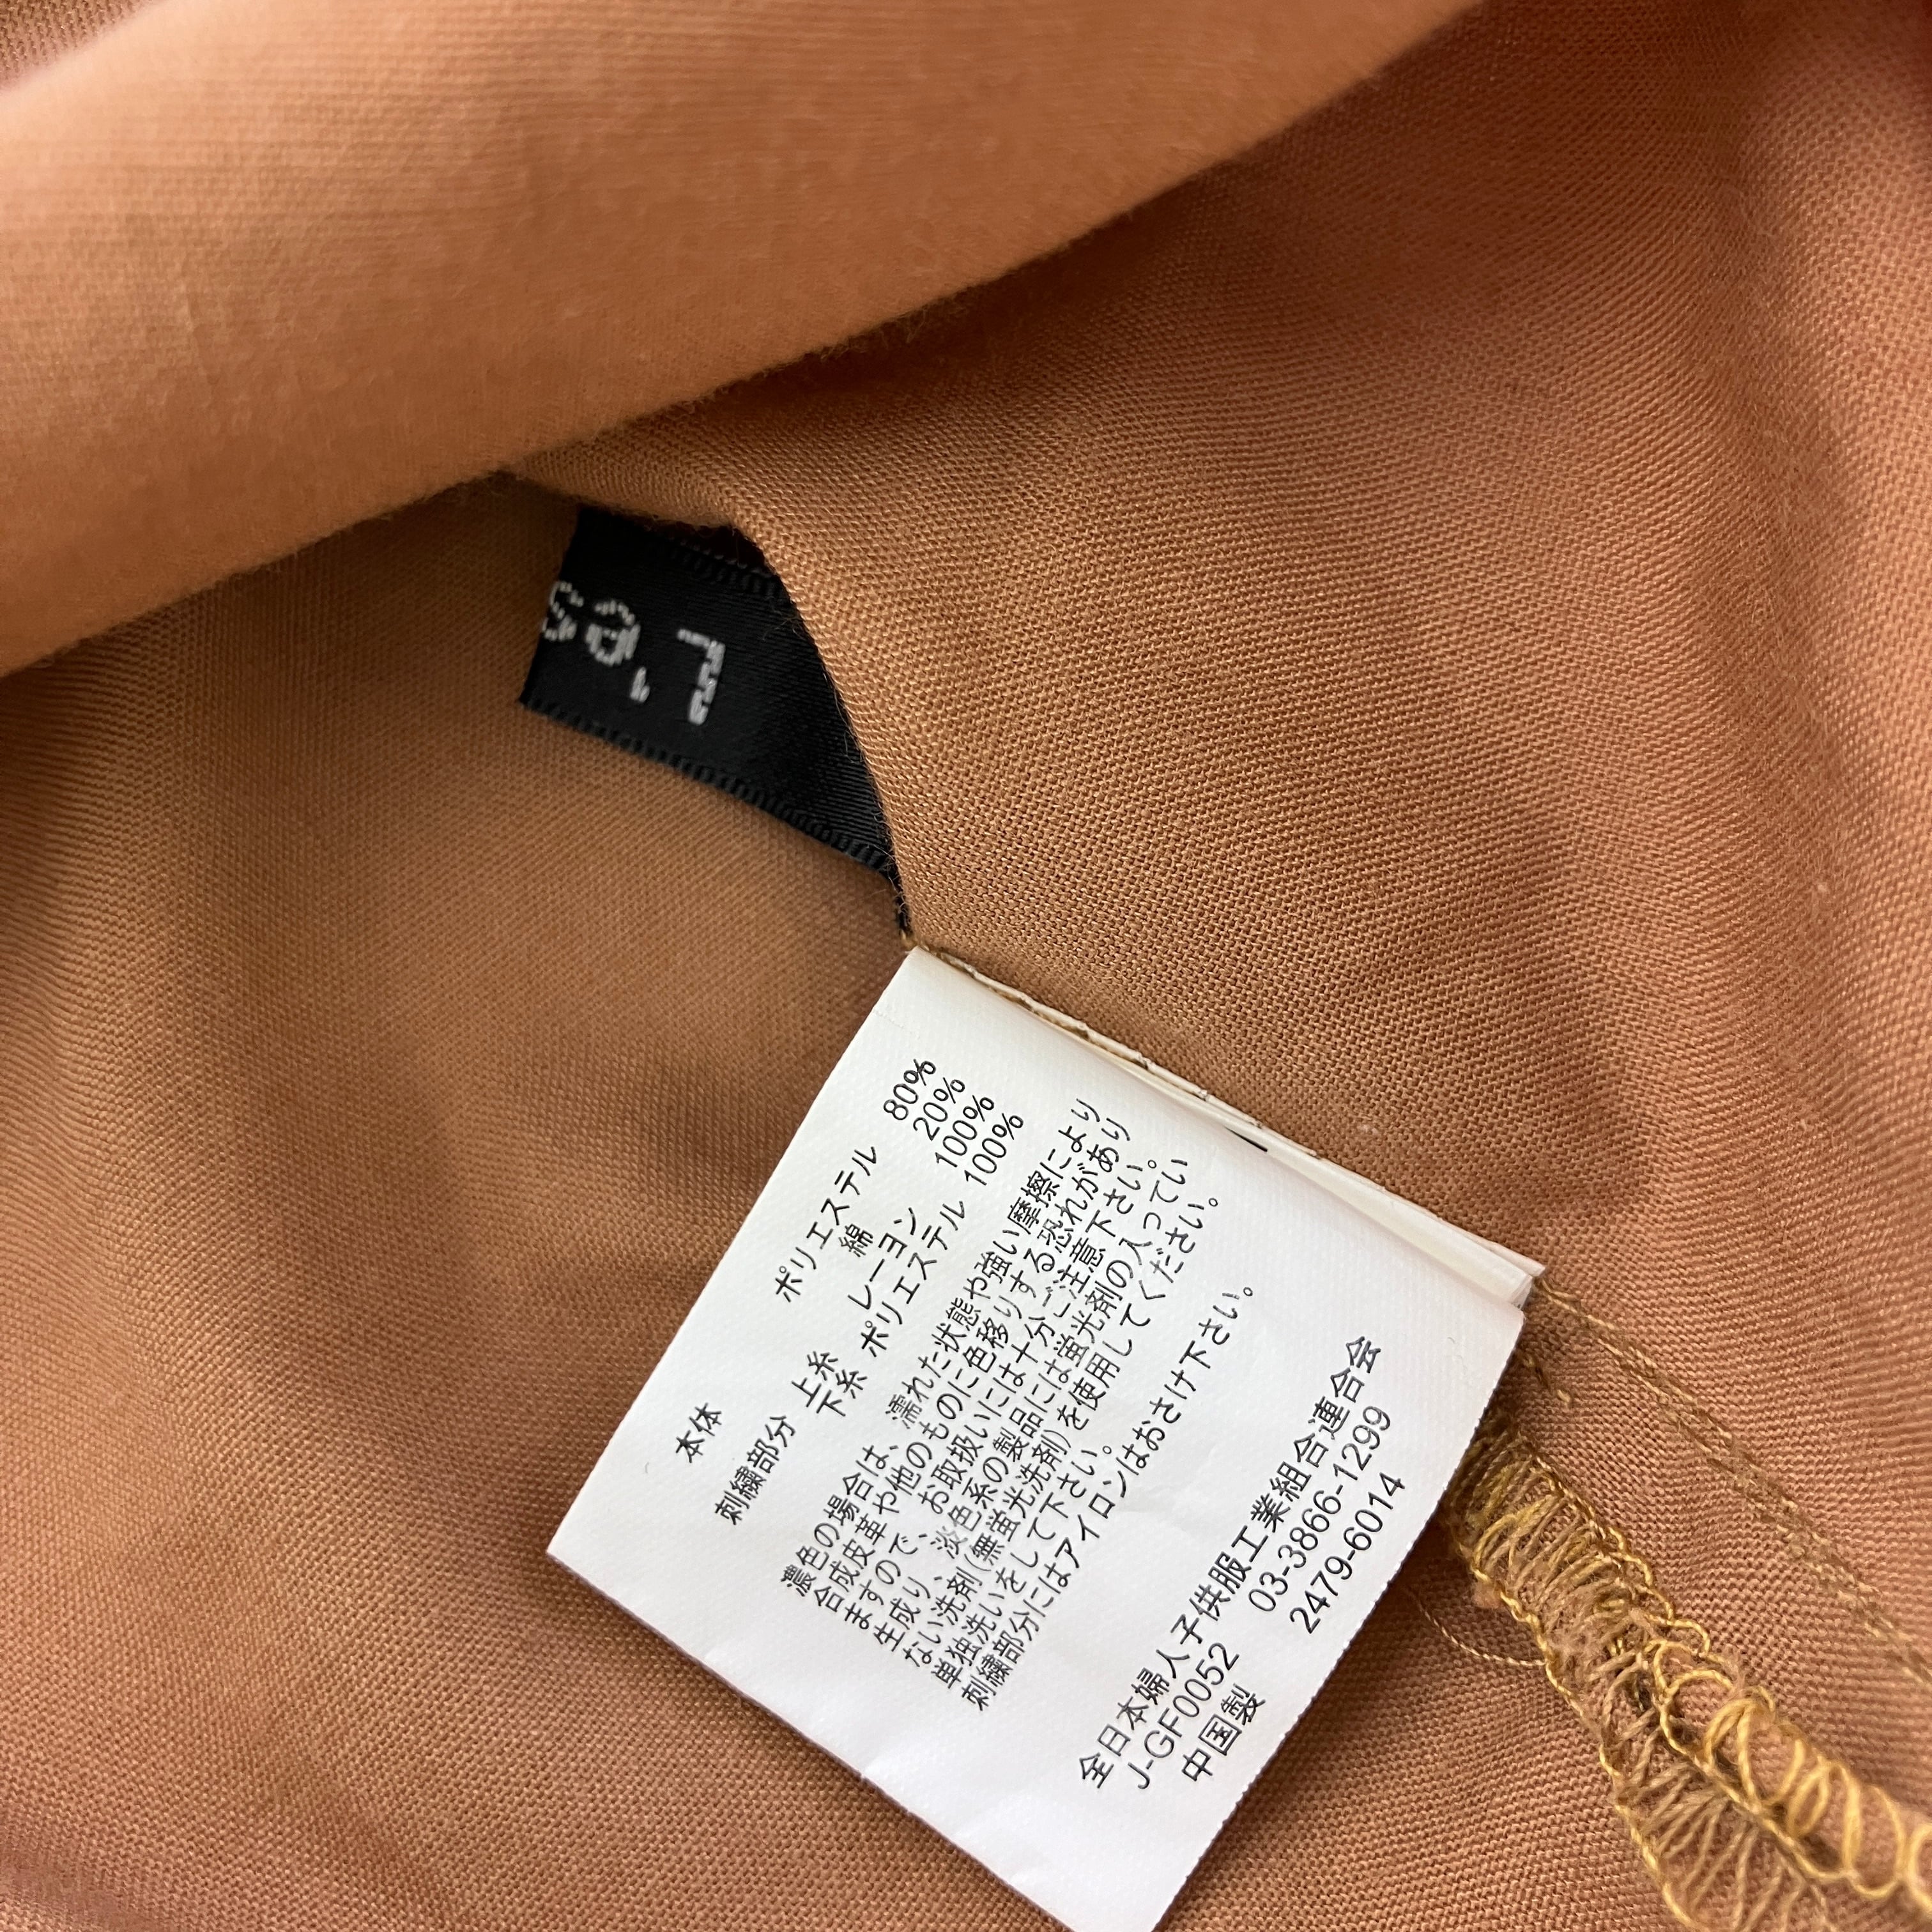 本体 ポリエステル 80%
綿 20%
刺繍部分 上糸 レーヨン 100%
下糸 ポリエステル 100%
濃色の場合は、濡れた状態や強い摩擦により
合成皮革や他のものに色移りする恐れがあり
ますので、お取扱いには十分ご注意下さい。
生成り、淡色系の製品には蛍光剤の入ってい
ない洗剤(無蛍光洗剤)を使用してください。
単独洗いをして下さい。
刺繍部分にはアイロンはおさけ下さい。
全日本婦人子供服工業組合連合会
J-GF0052 03-3866-1299
中国製 2479-6014